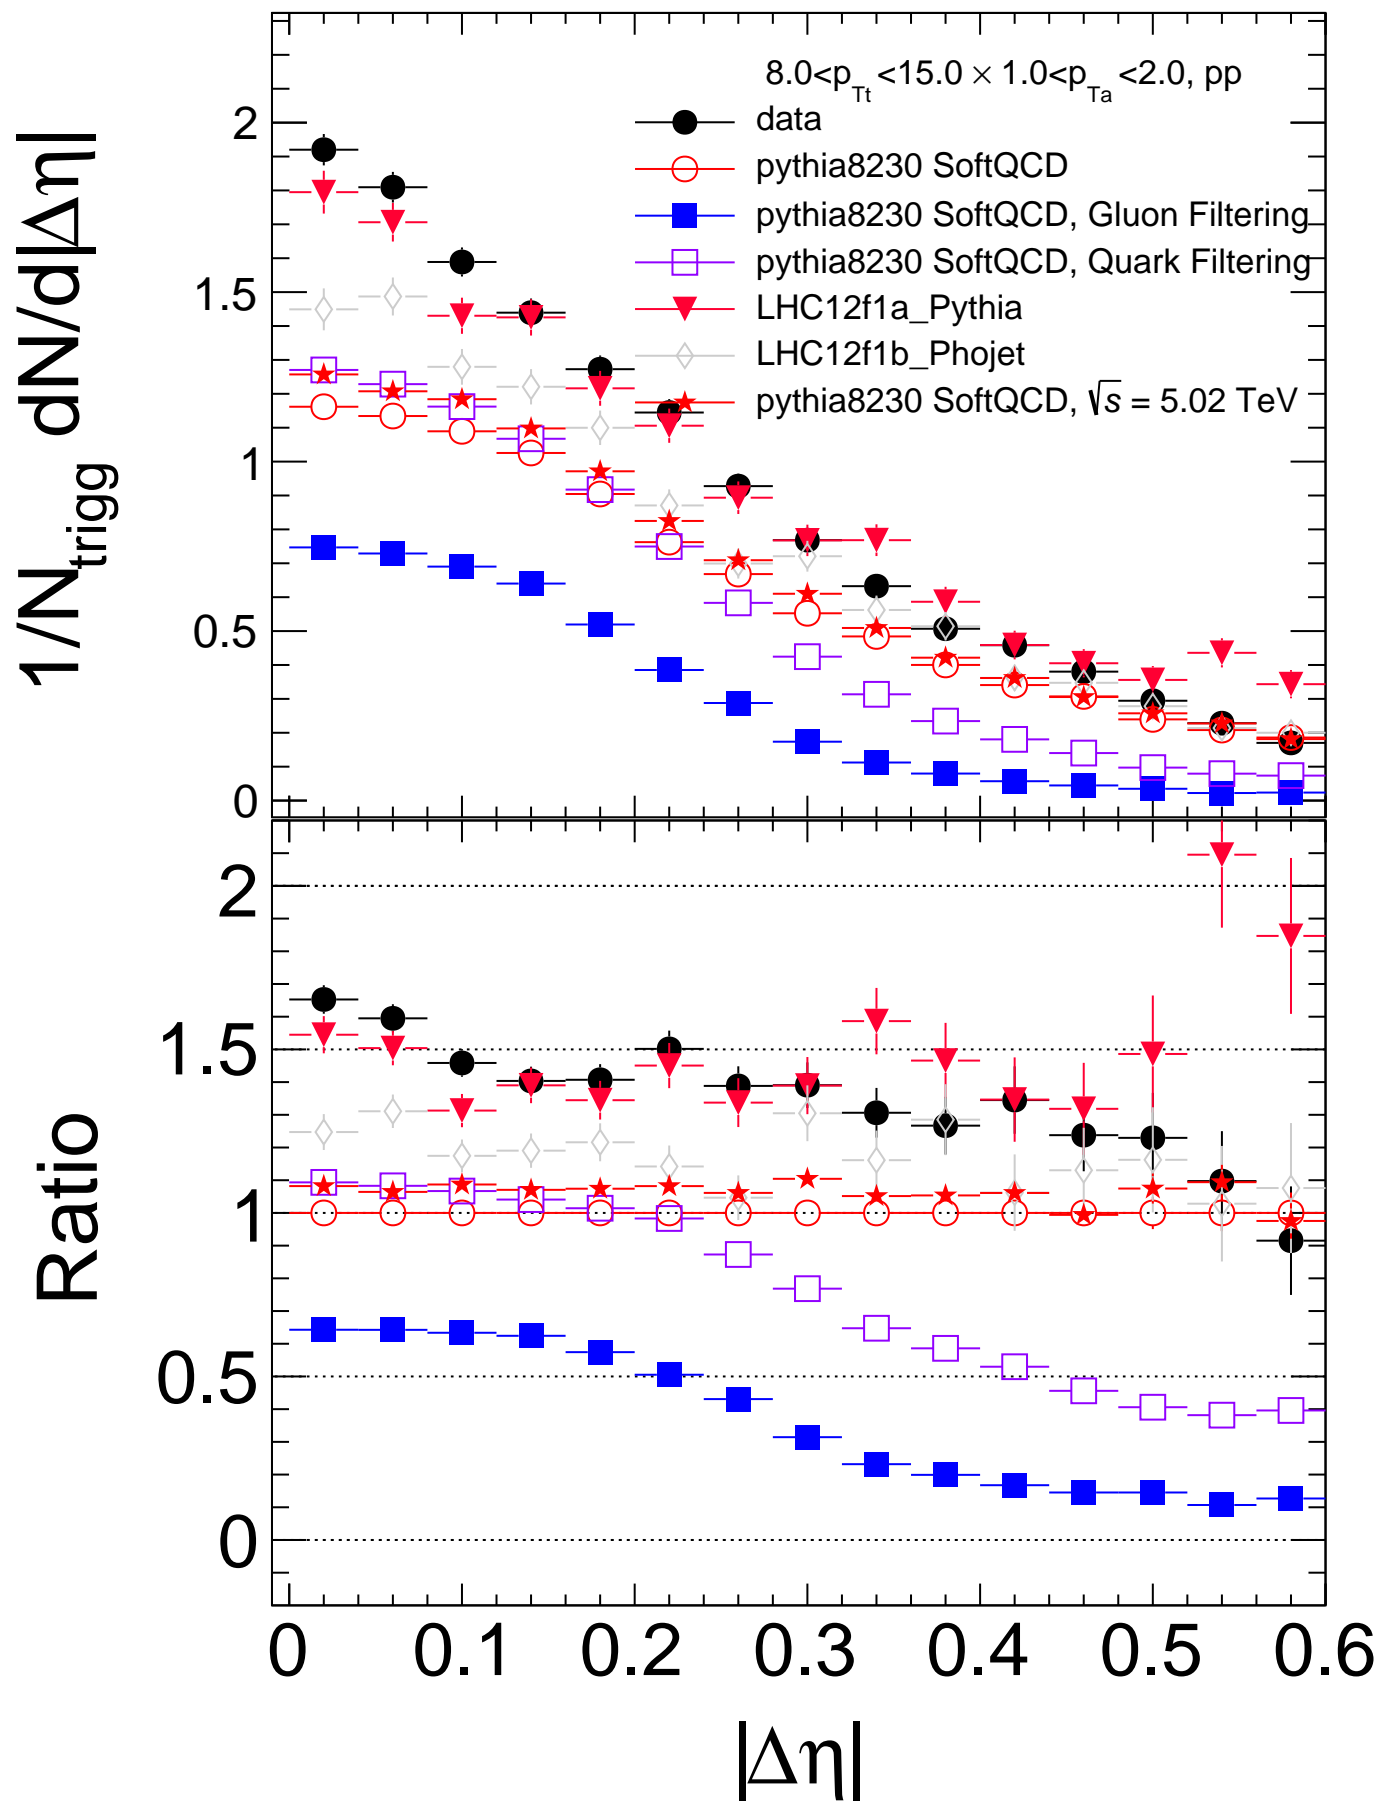 8.0<p_Tt<15.0 × 1.0<p_Ta<2.0, pp
data
pythia8230 SoftQCD
pythia8230 SoftQCD, Gluon Filtering
pythia8230 SoftQCD, Quark Filtering
LHC12f1a_Pythia
LHC12f1b_Phojet
pythia8230 SoftQCD, √s = 5.02 TeV
1/N_trigg dN/d|Δη|
2
1.5
1
0.5
0
Ratio
2
1.5
1
0.5
0
0 0.1 0.2 0.3 0.4 0.5 0.6
|Δη|